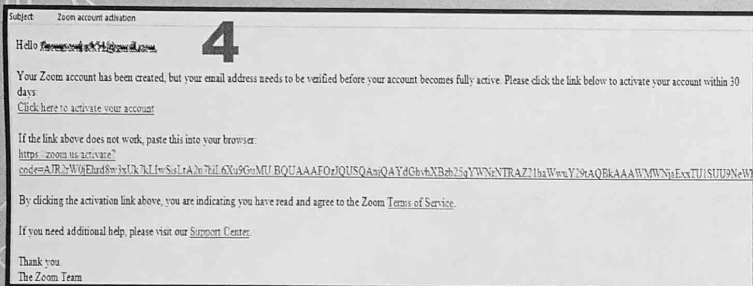 Subject: Zoom account activation
4
Hello
Your Zoom account has been created, but your email address needs to be verified before your account becomes fully active. Please click the link below to activate your account within 30
days:
Click here to activate your account
If the link above does not work, paste this into your browser:
https://zoom.us/activate?
By clicking the activation link above, you are indicating you have read and agree to the Zoom Terms of Service.
If you need additional help, please visit our Support Center.
Thank you.
The Zoom Team